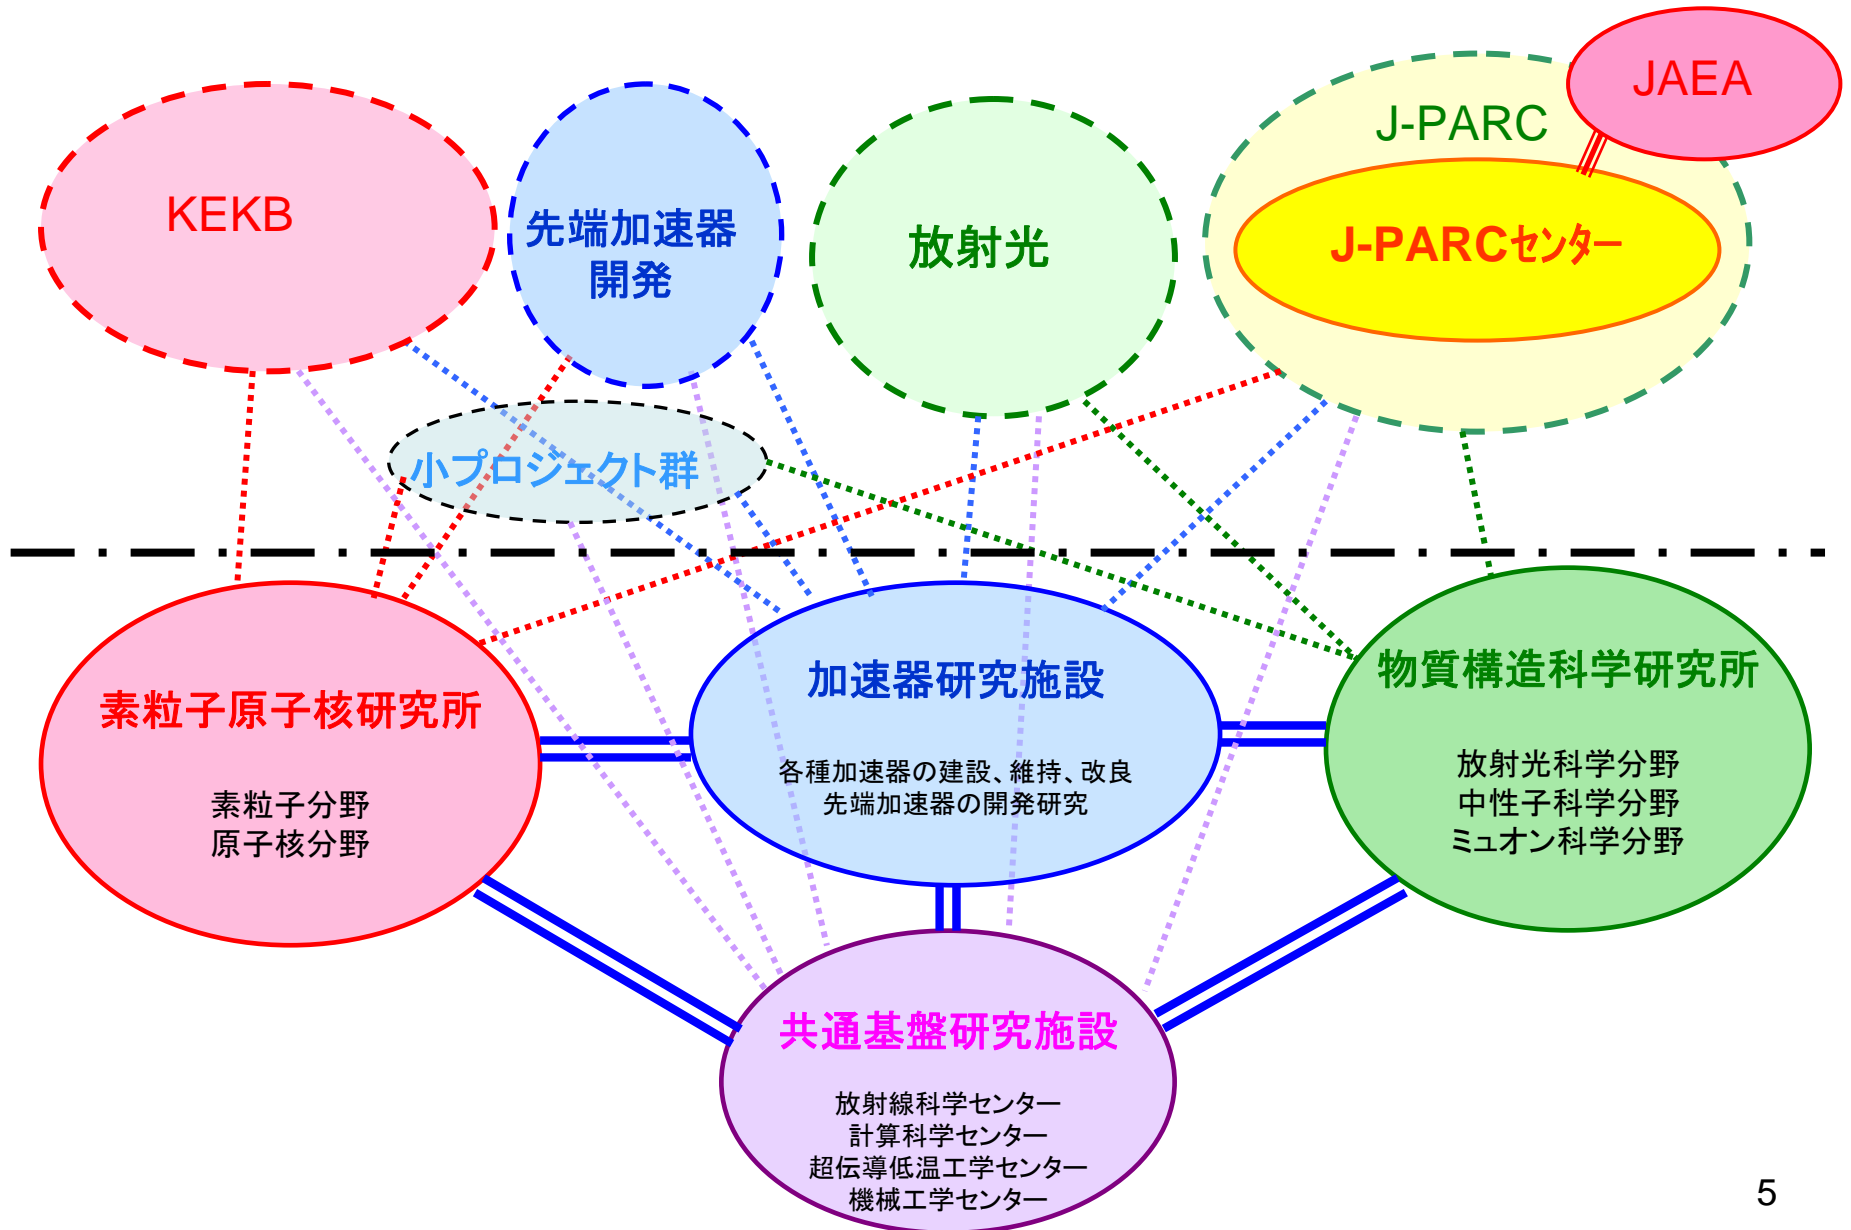 JAEA
J-PARC
KEKB
先端加速器
開発
放射光
J-PARCセンター
小プロジェクト群
加速器研究施設
各種加速器の建設、維持、改良
先端加速器の開発研究
物質構造科学研究所
放射光科学分野
中性子科学分野
ミュオン科学分野
素粒子原子核研究所
素粒子分野
原子核分野
共通基盤研究施設
放射線科学センター
計算科学センター
超伝導低温工学センター
機械工学センター
5